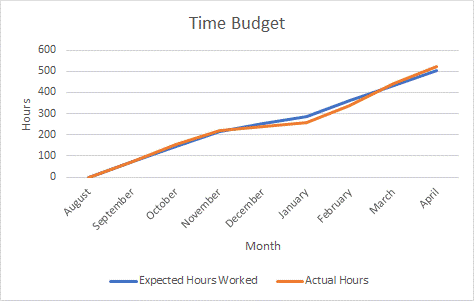 Time Budget
600
500
400
300
200
100
0
Hours
August
September
October
November
December
January
February
March
April
Month
Expected Hours Worked
Actual Hours